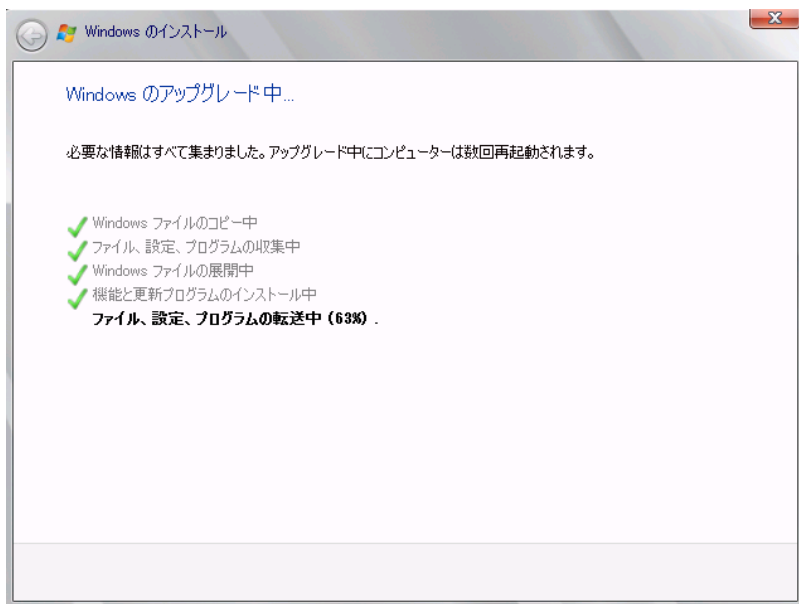 Windows のインストール
Windows のアップグレード中...
必要な情報はすべて集まりました。アップグレード中にコンピューターは数回再起動されます。
Windows ファイルのコピー中
ファイル、設定、プログラムの収集中
Windows ファイルの展開中
機能と更新プログラムのインストール中
ファイル、設定、プログラムの転送中 (63%) .